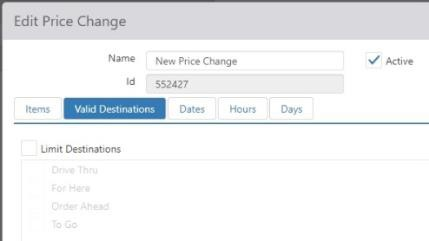 Edit Price Change
Name New Price Change Active
Id 552427
Items Valid Destinations Dates Hours Days
Limit Destinations
Drive Thru
For Here
Order Ahead
To Go